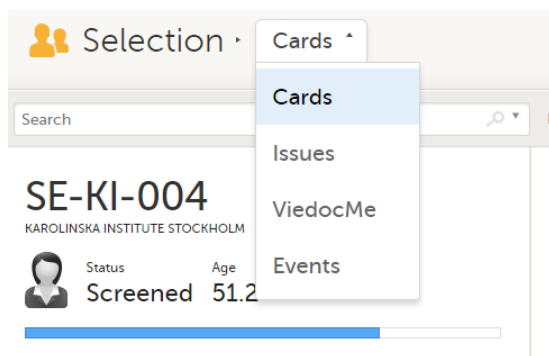 Selection
Cards
Cards
Search
Issues
ViedocMe
Events
SE-KI-004
KAROLINSKA INSTITUTE STOCKHOLM
Status Age
Screened 51.2